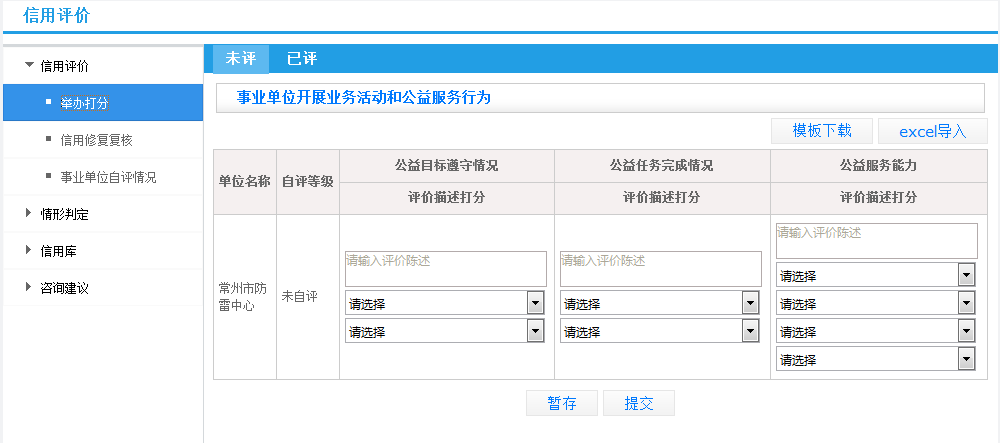 信用评价
信用评价
举办打分
信用修复复核
事业单位自评情况
情形判定
信用库
咨询建议
未评 已评
事业单位开展业务活动和公益服务行为
模板下载 excel导入
单位名称 自评等级 公益目标遵守情况 公益任务完成情况 公益服务能力
评价描述打分 评价描述打分 评价描述打分
常州市防
雷中心
未自评
请输入评价陈述
请选择
请选择
请输入评价陈述
请选择
请选择
请输入评价陈述
请选择
请选择
请选择
请选择
暂存 提交